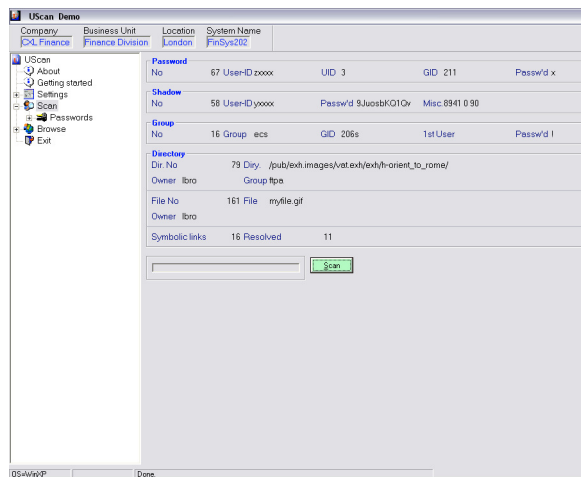 UScan Demo
Company Business Unit Location System Name
CXL Finance Finance Division London FinSys202
UScan
About
Getting started
Settings
Scan
Passwords
Browse
Exit
Password
No 67 User-ID zxxxx UID 3 GID 211 Passw'd x
Shadow
No 58 User-ID yxxxx Passw'd 9JuosbKQ1Qv Misc. 8941 0 90
Group
No 16 Group ecs GID 206s 1st User Passw'd !
Directory
Dir. No 79 Diry. /pub/exh.images/vat.exh/exh/h-orient_to_rome/
Owner lbro Group ftpa
File No 161 File myfile.gif
Owner lbro
Symbolic links 16 Resolved 11
Scan
OS=WinXP Done.